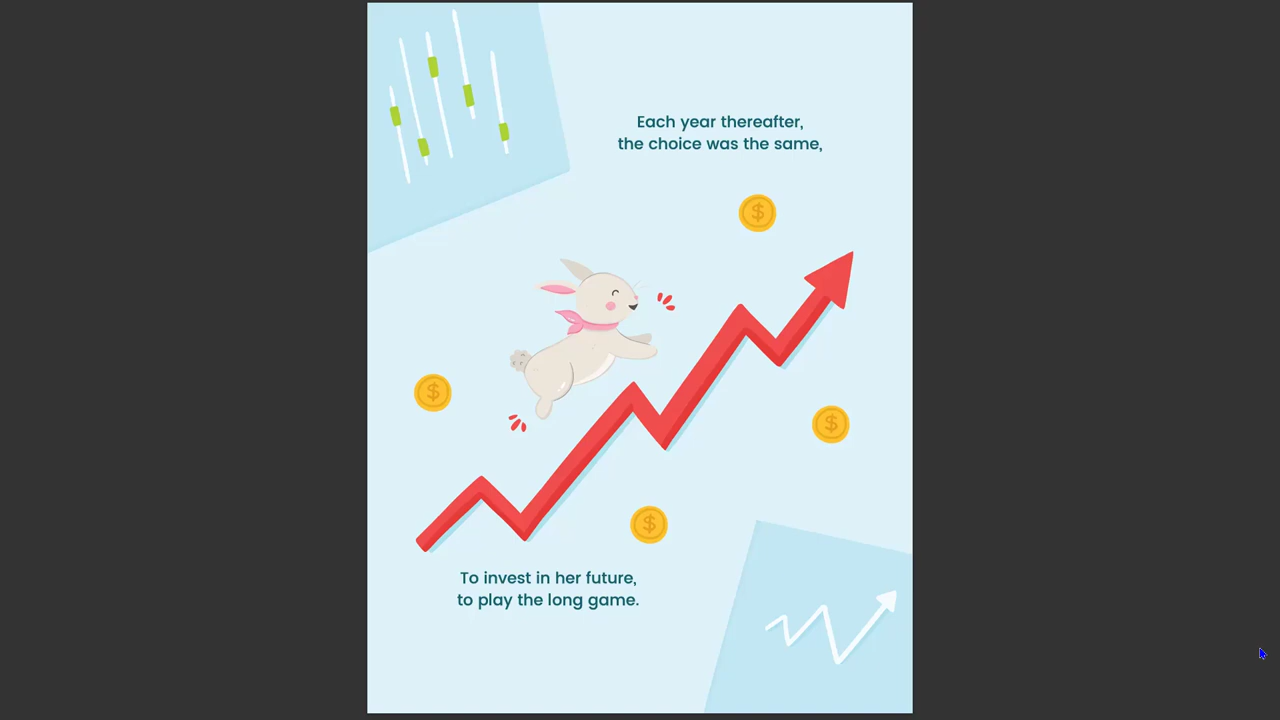 Each year thereafter,
the choice was the same,
$
$
$
$
To invest in her future,
to play the long game.